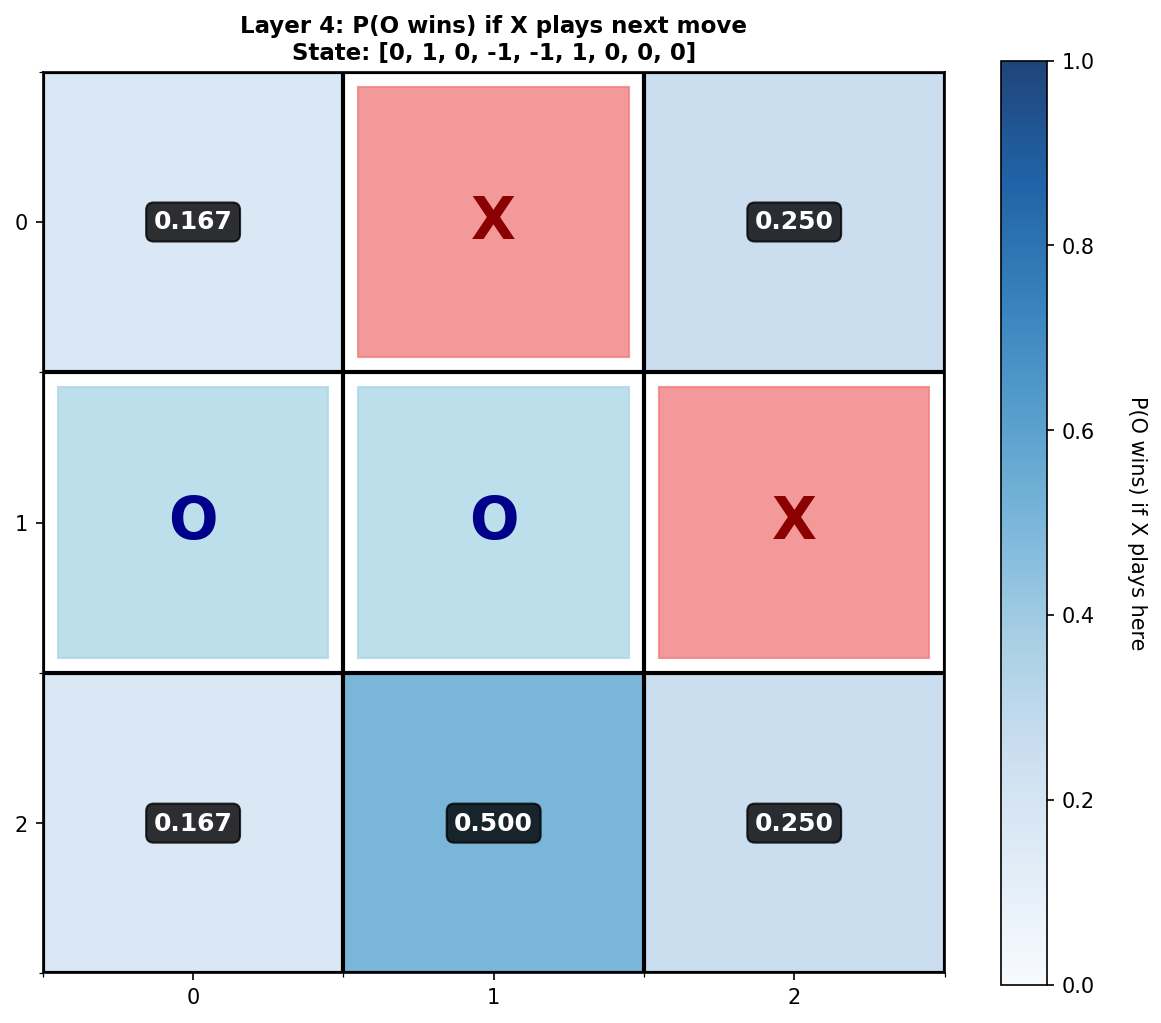 Layer 4: P(O wins) if X plays next move
State: [0, 1, 0, -1, -1, 1, 0, 0, 0]
0
0.167
X
0.250
1
O
O
X
2
0.167
0.500
0.250
0
1
2
1.0
0.8
0.6
0.4
0.2
0.0
P(O wins) if X plays here